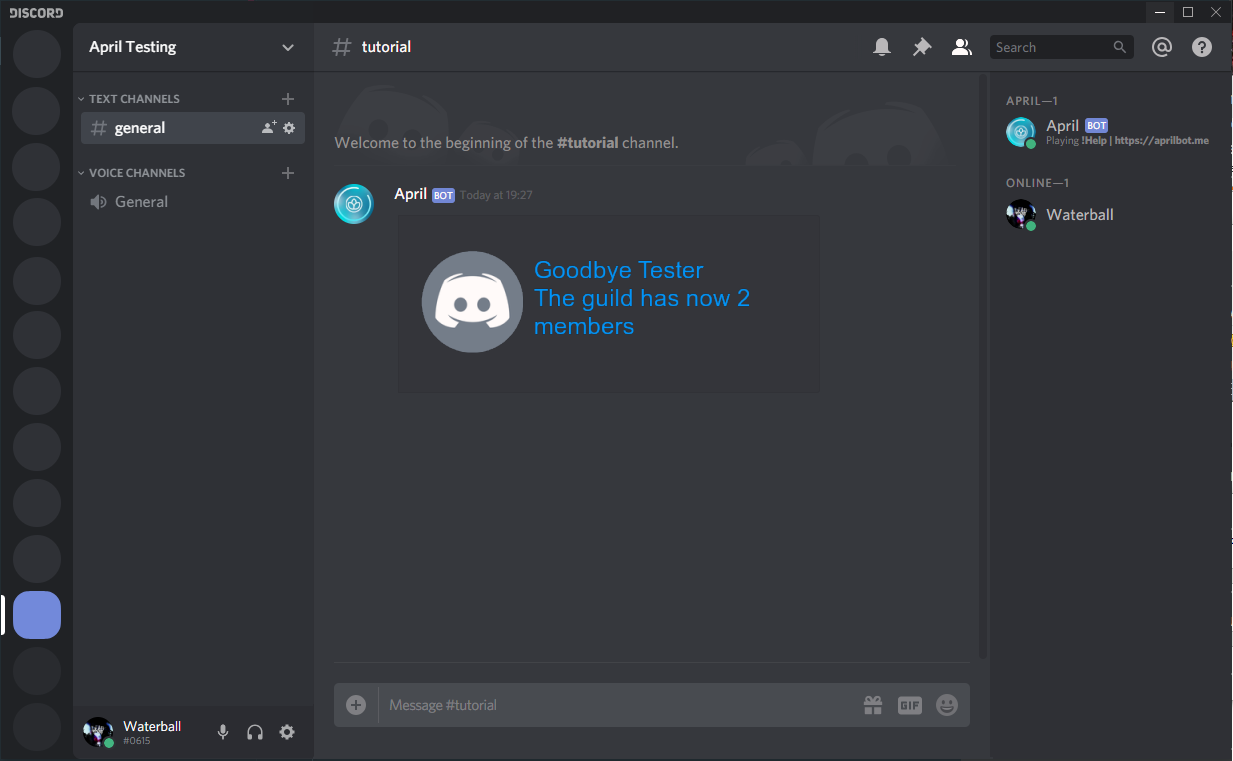 DISCORD
April Testing
# tutorial
Search
TEXT CHANNELS
# general
VOICE CHANNELS
General
Welcome to the beginning of the #tutorial channel.
April BOT Today at 19:27
Goodbye Tester
The guild has now 2
members
Message #tutorial
GIF
APRIL—1
April BOT
Playing !Help | https://aprilbot.me
ONLINE—1
Waterball
Waterball
#0615